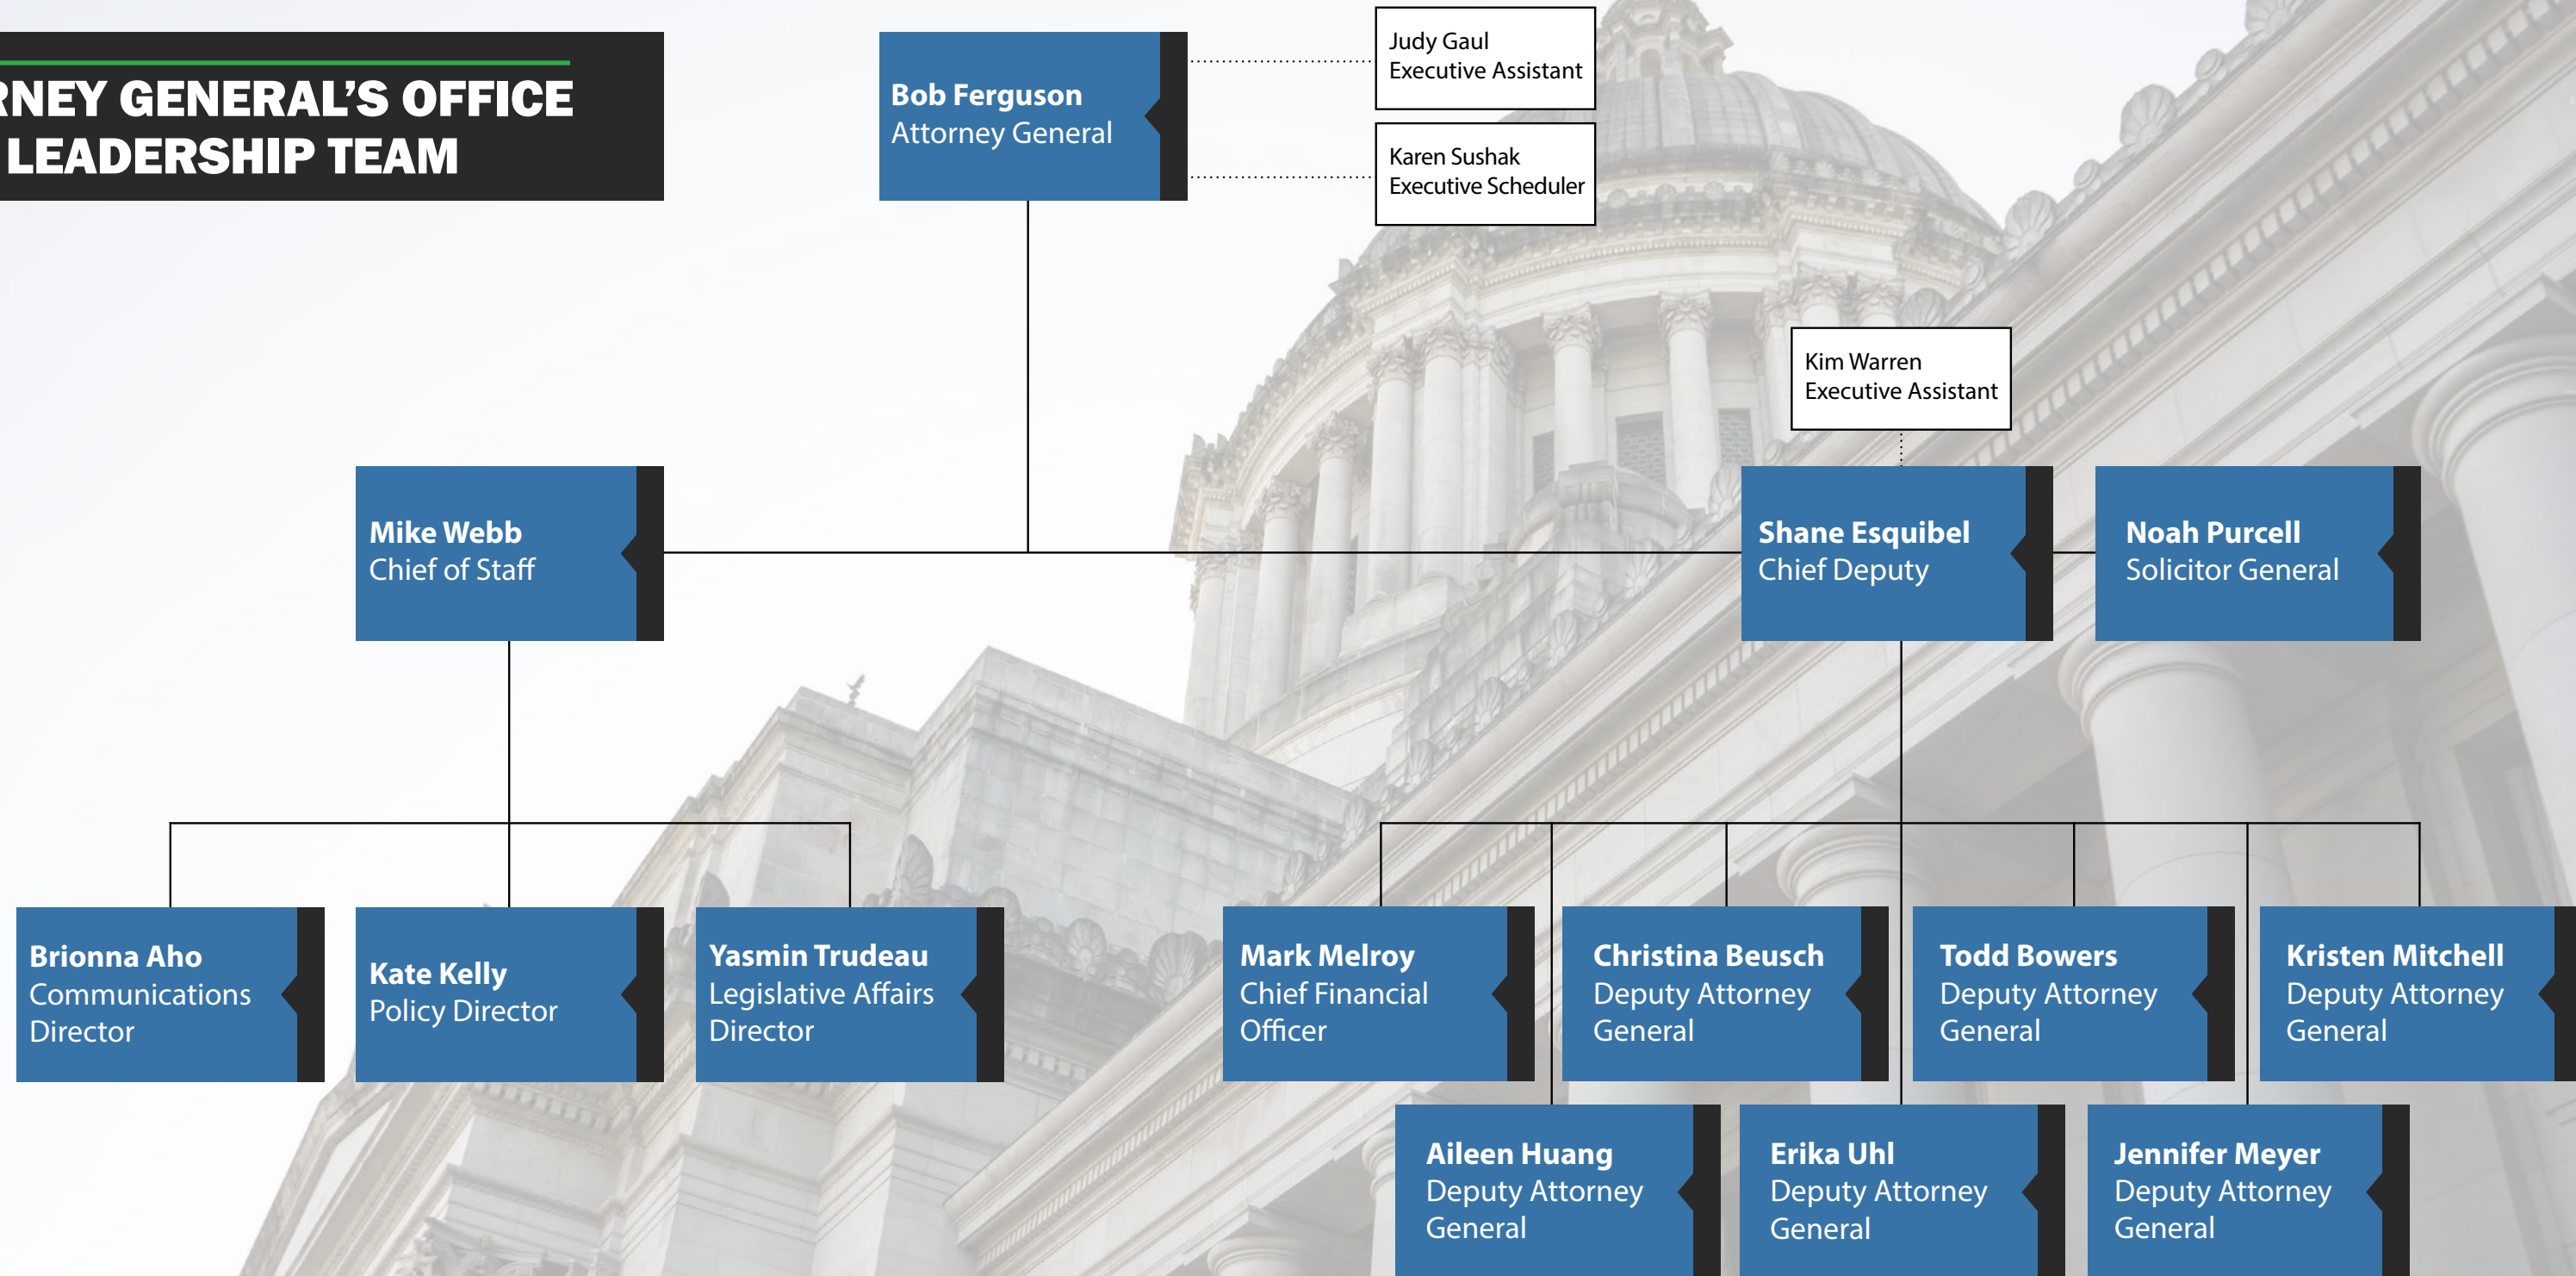 GENERAL'S OFFICE
LEADERSHIP TEAM
Bob Ferguson
Attorney General
Judy Gaul
Executive Assistant
Karen Sushak
Executive Scheduler
Kim Warren
Executive Assistant
Mike Webb
Chief of Staff
Shane Esquibel
Chief Deputy
Noah Purcell
Solicitor General
Brionna Aho
Communications
Director
Kate Kelly
Policy Director
Yasmin Trudeau
Legislative Affairs
Director
Mark Melroy
Chief Financial
Officer
Christina Beusch
Deputy Attorney
General
Todd Bowers
Deputy Attorney
General
Kristen Mitchell
Deputy Attorney
General
Aileen Huang
Deputy Attorney
General
Erika Uhl
Deputy Attorney
General
Jennifer Meyer
Deputy Attorney
General